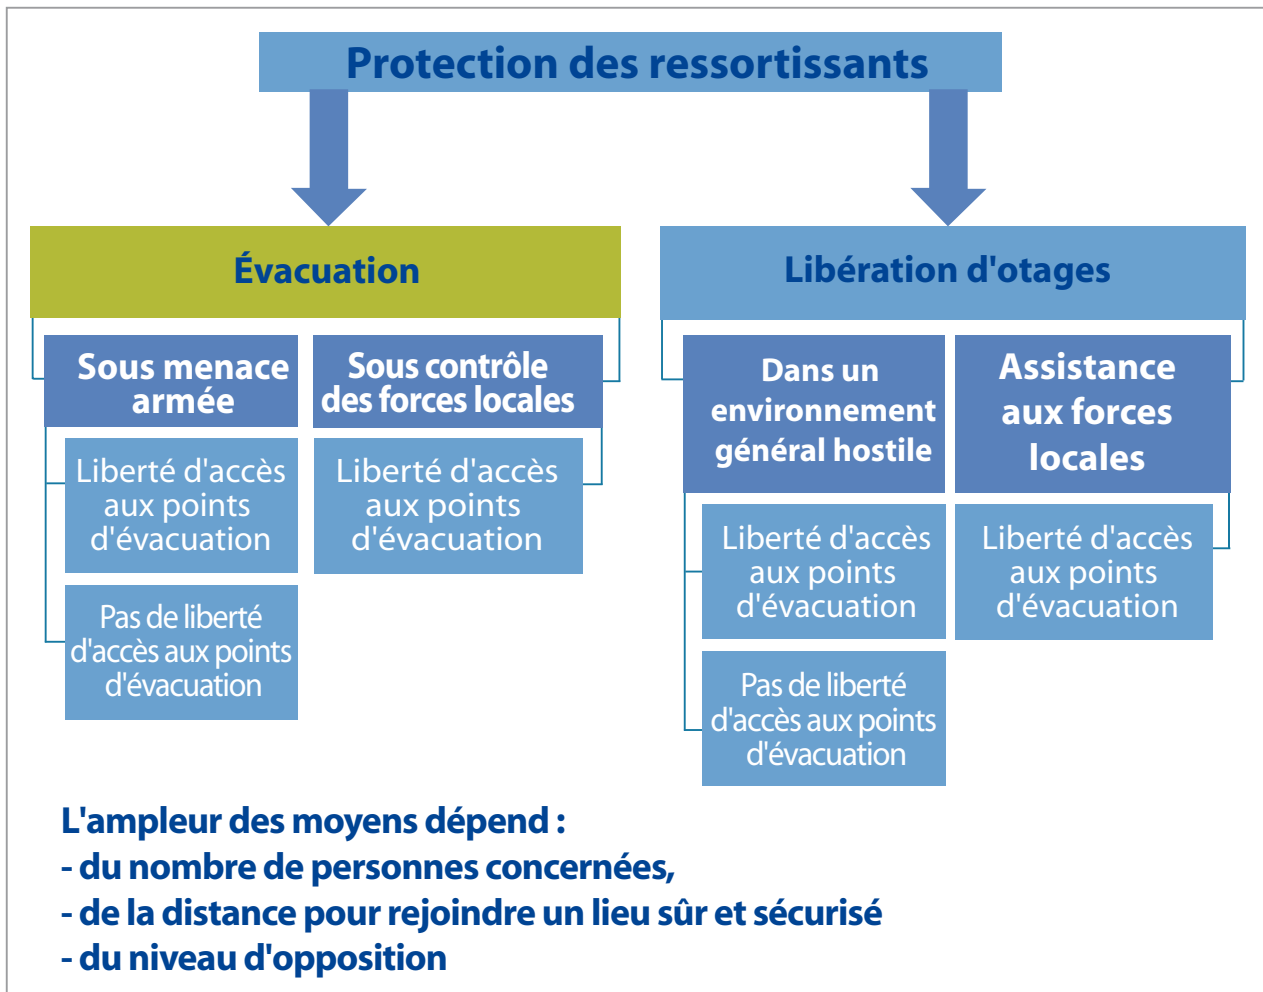 Protection des ressortissants
Évacuation
Sous menace
armée
Liberté d'accès
aux points
d'évacuation
Pas de liberté
d'accès aux points
d'évacuation
Sous contrôle
des forces locales
Liberté d'accès
aux points
d'évacuation
Libération d'otages
Dans un
environnement
général hostile
Liberté d'accès
aux points
d'évacuation
Pas de liberté
d'accès aux points
d'évacuation
Assistance
aux forces
locales
Liberté d'accès
aux points
d'évacuation
L'ampleur des moyens dépend :
- du nombre de personnes concernées,
- de la distance pour rejoindre un lieu sûr et sécurisé
- du niveau d'opposition